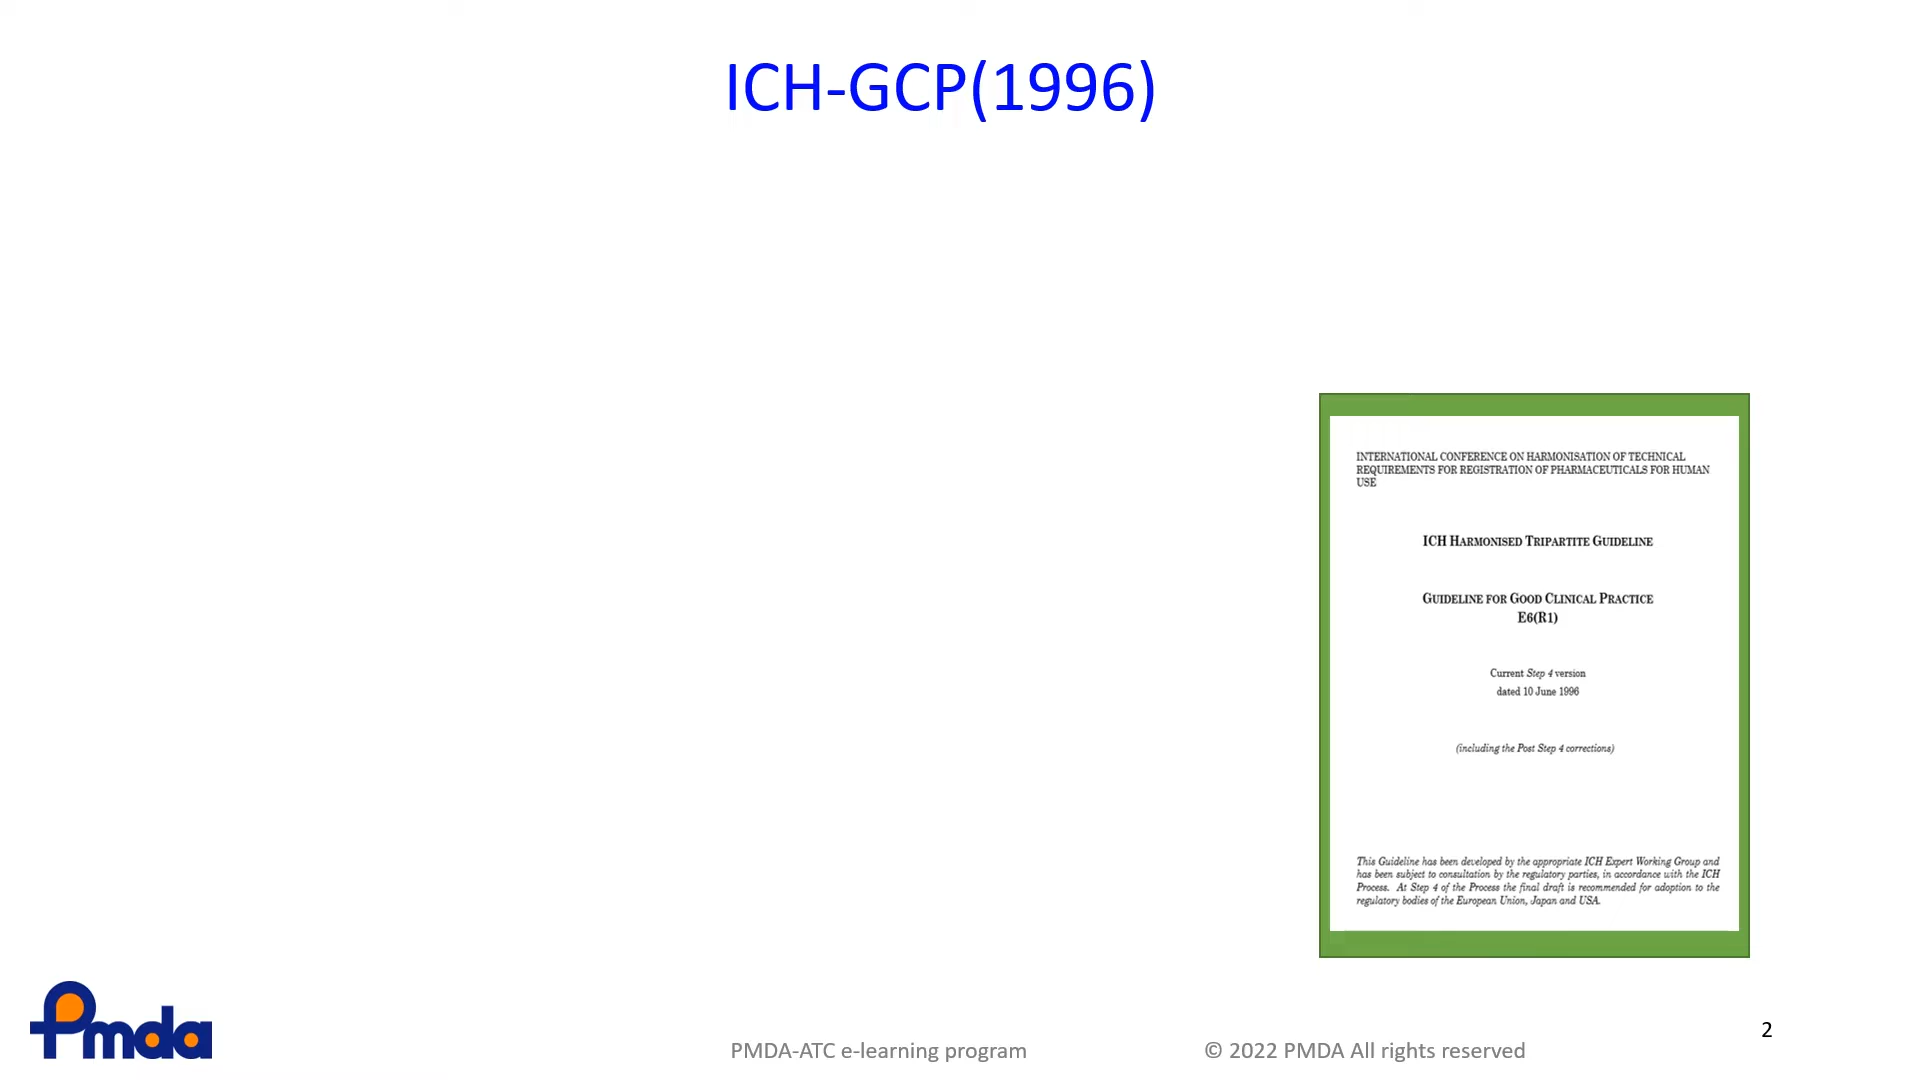 ICH-GCP(1996)
INTERNATIONAL CONFERENCE ON HARMONISATION OF TECHNICAL
REQUIREMENTS FOR REGISTRATION OF PHARMACEUTICALS FOR HUMAN
USE
ICH HARMONISED TRIPARTITE GUIDELINE
GUIDELINE FOR GOOD CLINICAL PRACTICE
E6(R1)
Current Step 4 version
dated 10 June 1996
(including the Post Step 4 corrections)
This Guideline has been developed by the appropriate ICH Expert Working Group and
has been subject to consultation by the regulatory parties, in accordance with the ICH
Process. At Step 4 of the Process the final draft is recommended for adoption to the
regulatory bodies of the European Union, Japan and USA.
Pmda
PMDA-ATC e-learning program
© 2022 PMDA All rights reserved
2